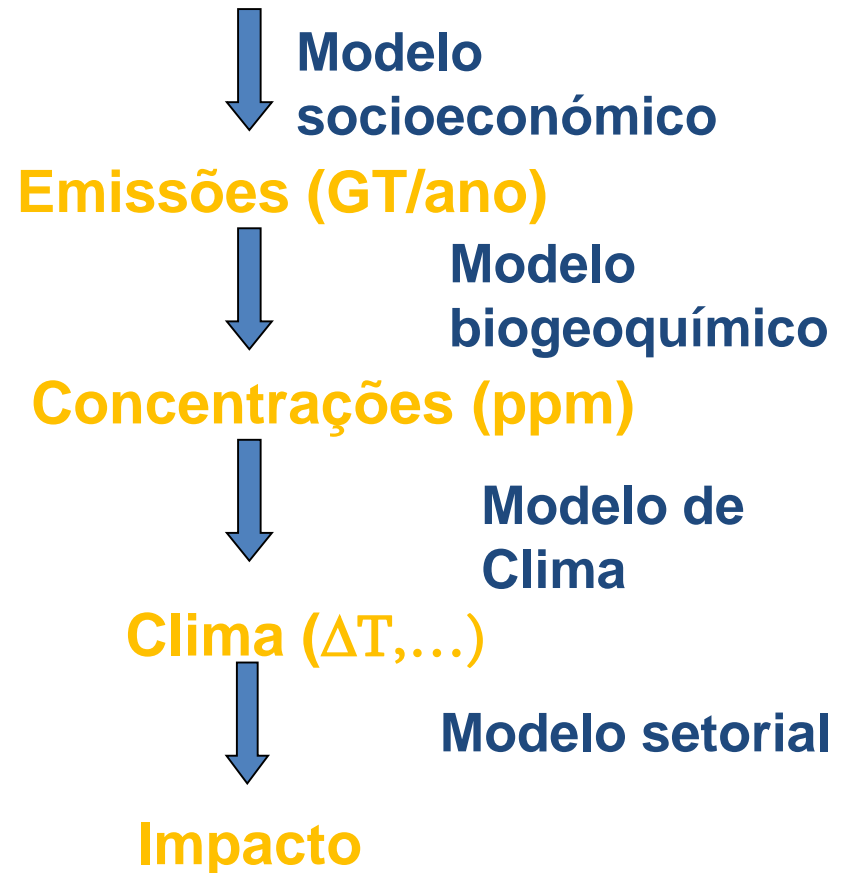 Modelo
socioeconómico
Emissões (GT/ano)
Modelo
biogeoquímico
Concentrações (ppm)
Modelo de
Clima
Clima (ΔT,...)
Modelo setorial
Impacto